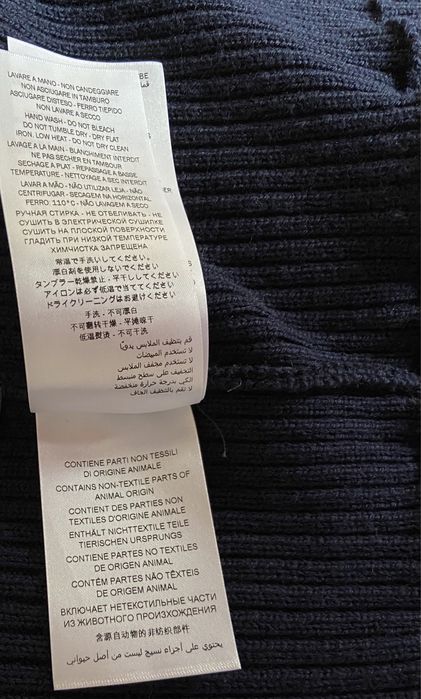 LAVARE A MANO - NON CANDEGGIARE
NON ASCIUGARE IN TAMBURO
ASCIUGARE DISTESO - FERRO TIEPIDO
NON LAVARE A SECCO
HAND WASH - DO NOT BLEACH
DO NOT TUMBLE DRY - DRY FLAT
IRON. LOW HEAT - DO NOT DRY CLEAN
LAVAGE A LA MAIN - BLANCHIMENT INTERDIT
NE PAS SECHER EN TAMBOUR
SECHAGE A PLAT - REPASSAGE A BASSE
TEMPERATURE - NETTOYAGE A SEC INTERDIT
LAVAR A MÃO - NÃO UTILIZAR LEJA - NÃO
CENTRIFUGAR - SECAGEM NA HORIZONTAL
FERRO: 110°C - NÃO LAVAGEM A SECO
РУЧНАЯ СТИРКА - НЕ ОТБЕЛИВАТЬ - НЕ
СУШИТЬ В ЭЛЕКТРИЧЕСКОЙ СУШИЛКЕ
СУШИТЬ НА ПЛОСКОЙ ПОВЕРХНОСТИ
ГЛАДИТЬ ПРИ НИЗКОЙ ТЕМПЕРАТУРЕ
ХИМЧИСТКА ЗАПРЕЩЕНА
常温で手洗いしてください。
漂白剤を使用しないでください
タンブラー乾燥禁止・平干ししてください
アイロンは必ず低温で当ててください
ドライクリーニングはお避けください
手洗 - 不可漂白
不可翻转干燥 - 平摊晾干
低温熨烫 - 不可干洗
قم بتنظيف الملابس يدويًا
لا تستخدم المبيضات
لا تستخدم مجفف الملابس
التجفيف على سطح منبسط
الكي بدرجة حرارة منخفضة
لا تقم بالتنظيف الجاف
BE
CONTIENE PARTI NON TESSILI
DI ORIGINE ANIMALE
CONTAINS NON-TEXTILE PARTS OF
ANIMAL ORIGIN
CONTIENT DES PARTIES NON
TEXTILES D'ORIGINE ANIMALE
ENTHÄLT NICHTTEXTILE TEILE
TIERISCHEN URSPRUNGS
CONTIENE PARTES NO TEXTILES
DE ORIGEN ANIMAL
CONTÉM PARTES NÃO TÊXTEIS
DE ORIGEM ANIMAL
ВКЛЮЧАЕТ НЕТЕКСТИЛЬНЫЕ ЧАСТИ
ИЗ ЖИВОТНОГО ПРОИЗХОЖДЕНИЯ
含源自动物的非纺织部件
يحتوي على أجزاء نسيج ليست من أصل حيواني